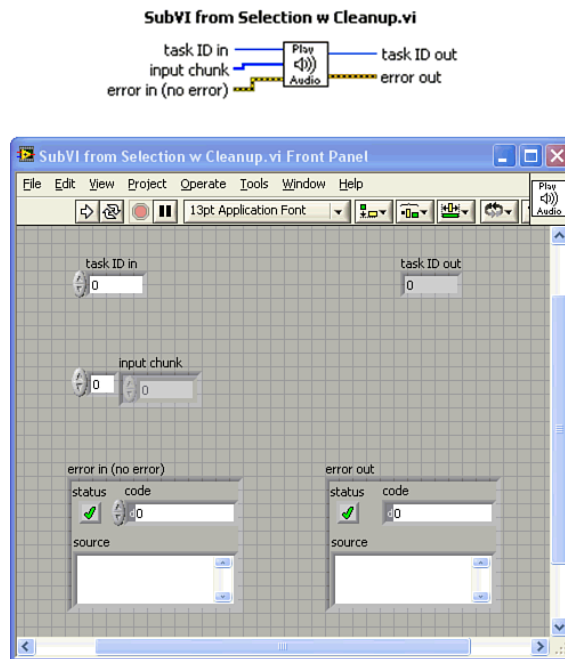 SubVI from Selection w Cleanup.vi
task ID in
input chunk
error in (no error)
Play
Audio
task ID out
error out
SubVI from Selection w Cleanup.vi Front Panel
File Edit View Project Operate Tools Window Help
13pt Application Font
Play
Audio
task ID in
0
task ID out
0
input chunk
0
0
error in (no error)
status code
d0
source
error out
status code
d0
source